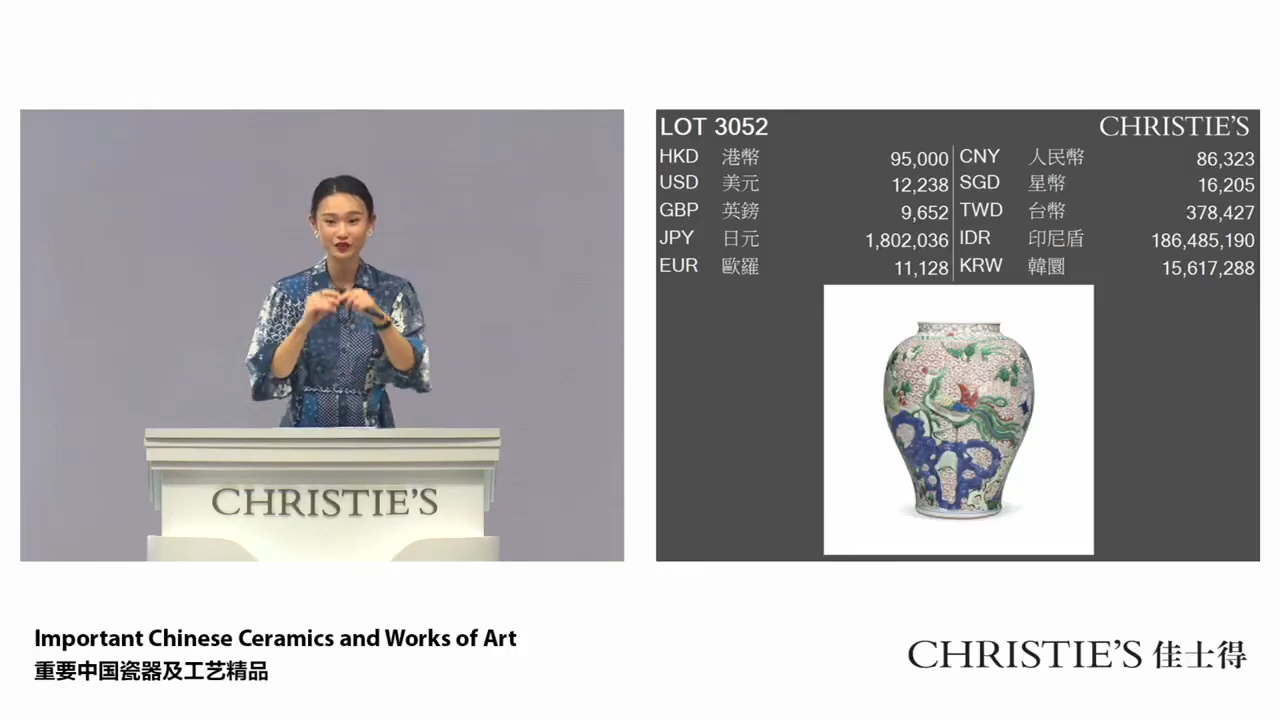 CHRISTIE'S
LOT 3052
CHRISTIE'S
HKD 港幣 95,000 CNY 人民幣 86,323
USD 美元 12,238 SGD 星幣 16,205
GBP 英鎊 9,652 TWD 台幣 378,427
JPY 日元 1,802,036 IDR 印尼盾 186,485,190
EUR 歐羅 11,128 KRW 韓圜 15,617,288
Important Chinese Ceramics and Works of Art
重要中国瓷器及工艺精品
CHRISTIE'S 佳士得